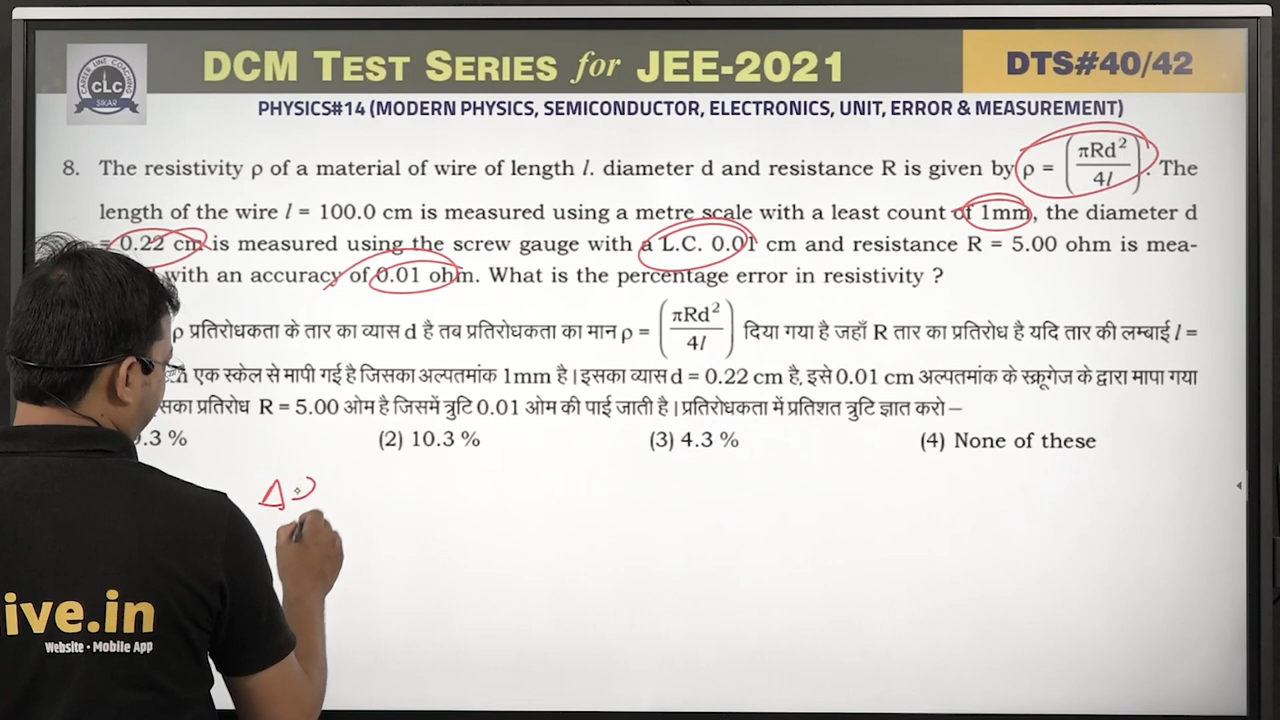 DCM TEST SERIES for JEE-2021
DTS#40/42
CAREER LINE COACHING
CLC
SIKAR
PHYSICS#14 (MODERN PHYSICS, SEMICONDUCTOR, ELECTRONICS, UNIT, ERROR & MEASUREMENT)
8. The resistivity ρ of a material of wire of length l. diameter d and resistance R is given by ρ = (πRd²/4l). The
length of the wire l = 100.0 cm is measured using a metre scale with a least count of 1mm, the diameter d
= 0.22 cm is measured using the screw gauge with a L.C. 0.01 cm and resistance R = 5.00 ohm is mea-
with an accuracy of 0.01 ohm. What is the percentage error in resistivity ?
ρ प्रतिरोधकता के तार का व्यास d है तब प्रतिरोधकता का मान ρ = (πRd²/4l) दिया गया है जहाँ R तार का प्रतिरोध है यदि तार की लम्बाई l =
एक स्केल से मापी गई है जिसका अल्पतमांक 1mm है। इसका व्यास d = 0.22 cm है, इसे 0.01 cm अल्पतमांक के स्क्रूगेज के द्वारा मापा गया
प्रतिरोध R = 5.00 ओम है जिसमें त्रुटि 0.01 ओम की पाई जाती है। प्रतिरोधकता में प्रतिशत त्रुटि ज्ञात करो –
.3 % (2) 10.3 % (3) 4.3 % (4) None of these
Δ
ive.in
Website • Mobile App